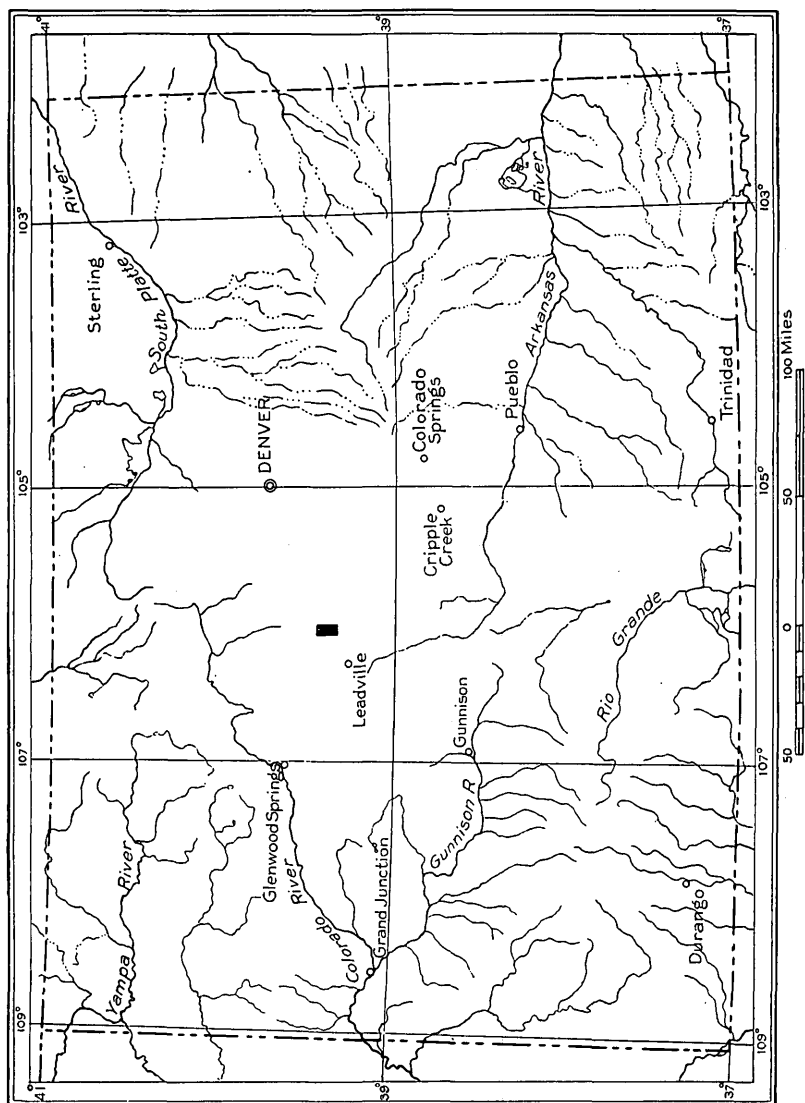 109°
107°
105°
103°
41°
41°
Yampa River
Sterling
South Platte River
DENVER
Glenwood Springs
Colorado River
Leadville
Grand Junction
39°
39°
Cripple
Creek
Colorado
Springs
Gunnison
Gunnison R
Pueblo
Arkansas River
Rio Grande
Durango
Trinidad
37°
37°
109°
107°
105°
103°
50
0
50
100 Miles